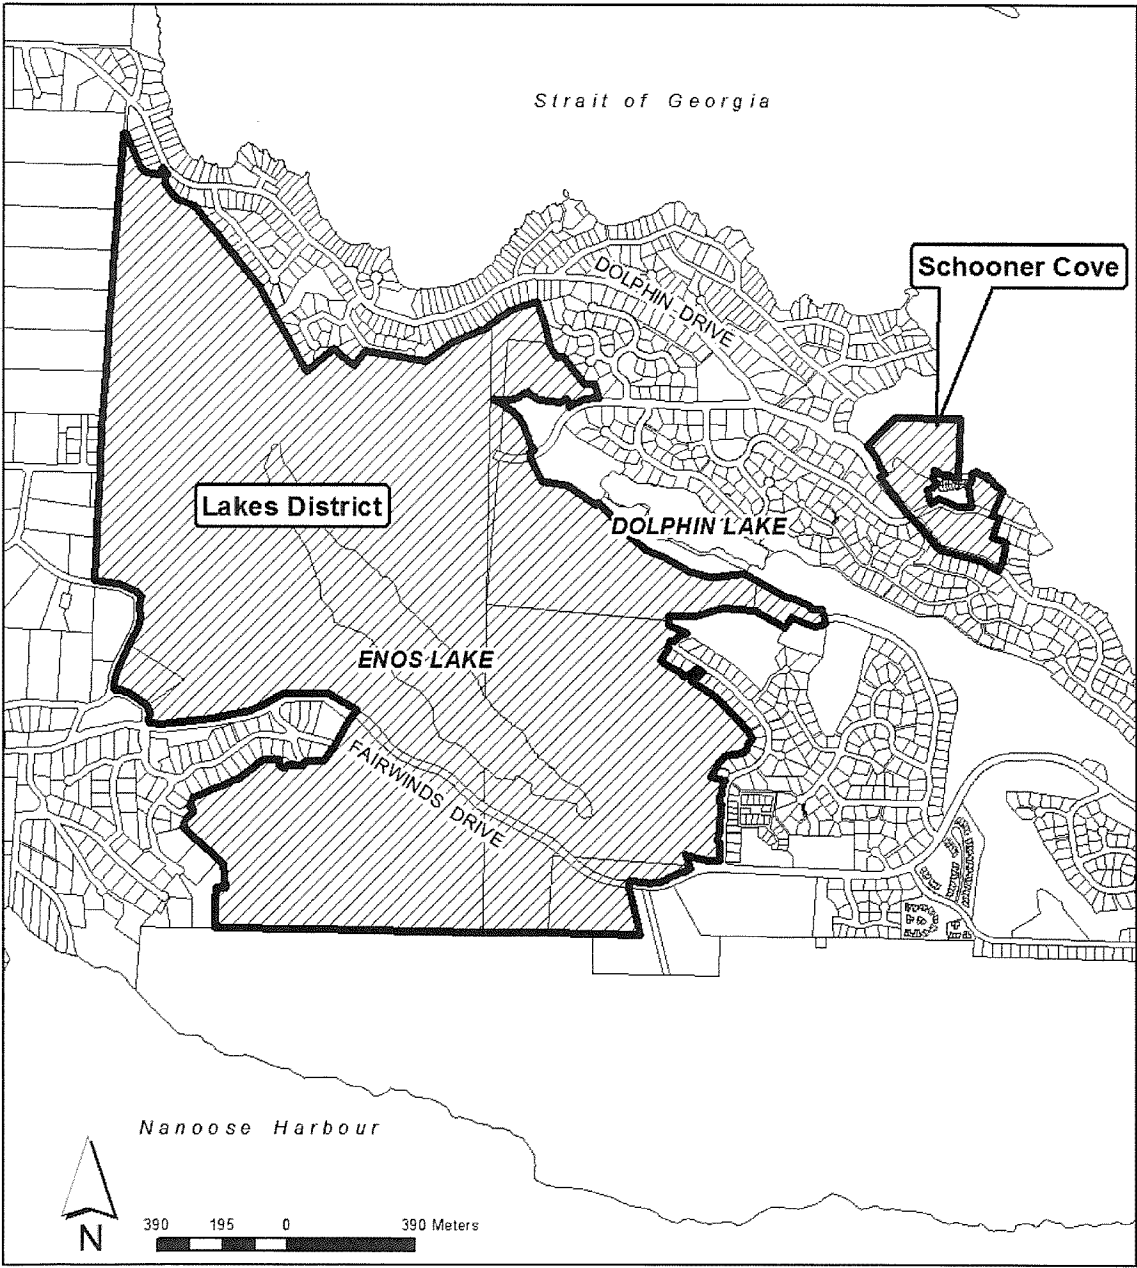 Strait of Georgia
DOLPHIN DRIVE
Schooner Cove
Lakes District
DOLPHIN LAKE
ENOS LAKE
FAIRWINDS DRIVE
Nanoose Harbour
N
390 195 0 390 Meters